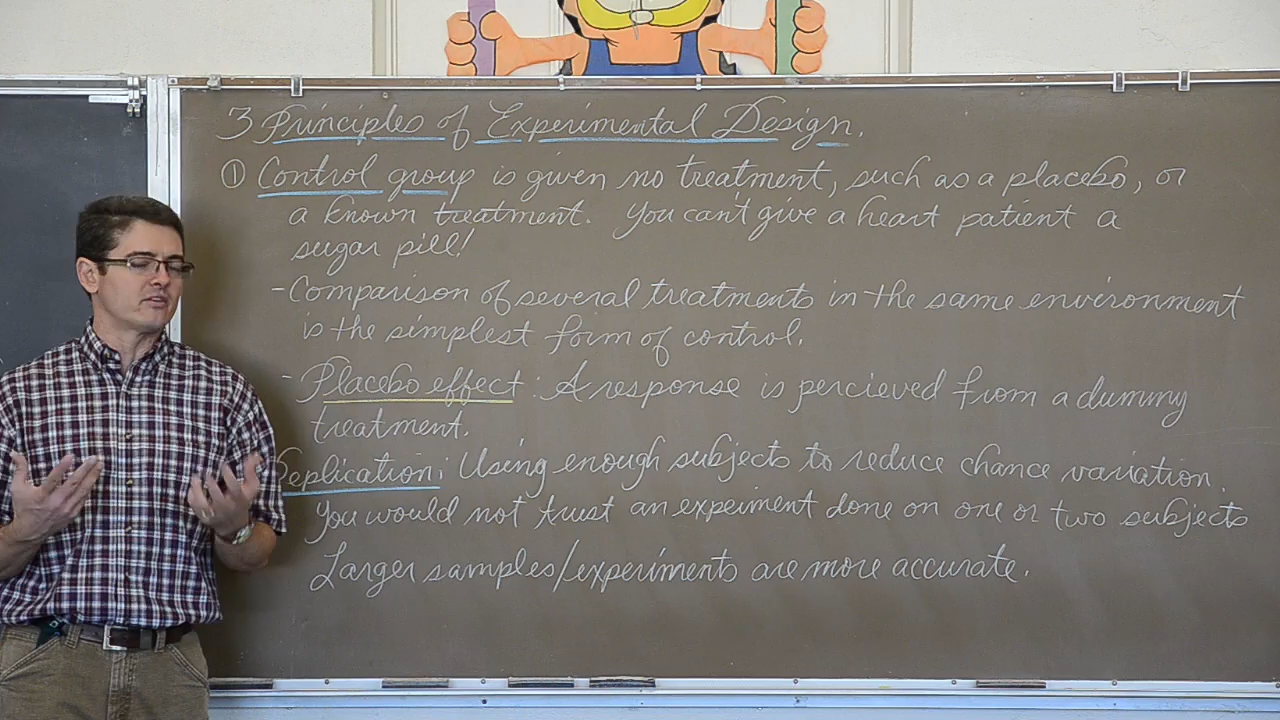 3 Principles of Experimental Design.
① Control group is given no treatment, such as a placebo, or
a known treatment. You can't give a heart patient a
sugar pill!
- Comparison of several treatments in the same environment
is the simplest form of control.
- Placebo effect: A response is percieved from a dummy
treatment.
Replication: Using enough subjects to reduce chance variation.
You would not trust an expeiment done on one or two subjects
Larger samples/experiments are more accurate.